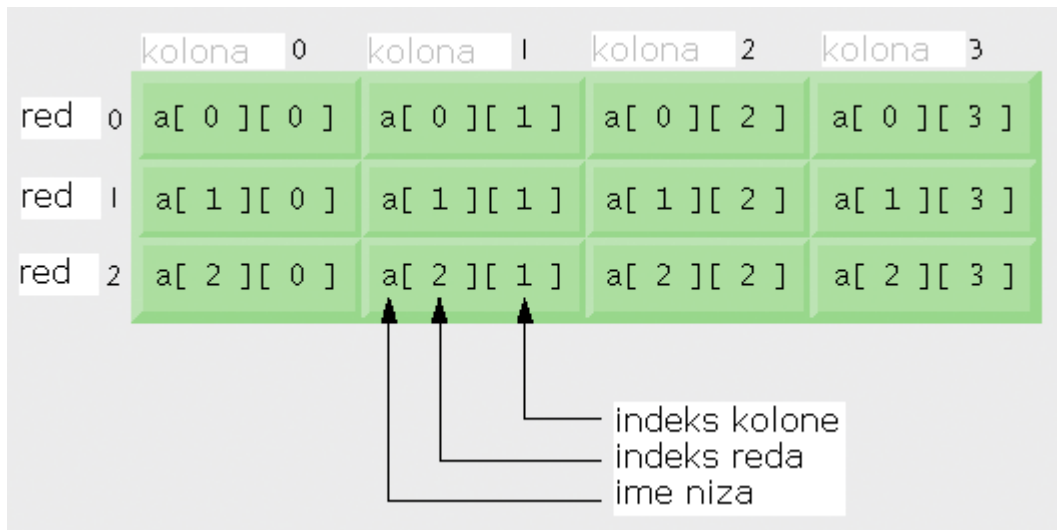 kolona 0 kolona 1 kolona 2 kolona 3
red 0 a[ 0 ][ 0 ] a[ 0 ][ 1 ] a[ 0 ][ 2 ] a[ 0 ][ 3 ]
red 1 a[ 1 ][ 0 ] a[ 1 ][ 1 ] a[ 1 ][ 2 ] a[ 1 ][ 3 ]
red 2 a[ 2 ][ 0 ] a[ 2 ][ 1 ] a[ 2 ][ 2 ] a[ 2 ][ 3 ]
indeks kolone
indeks reda
ime niza